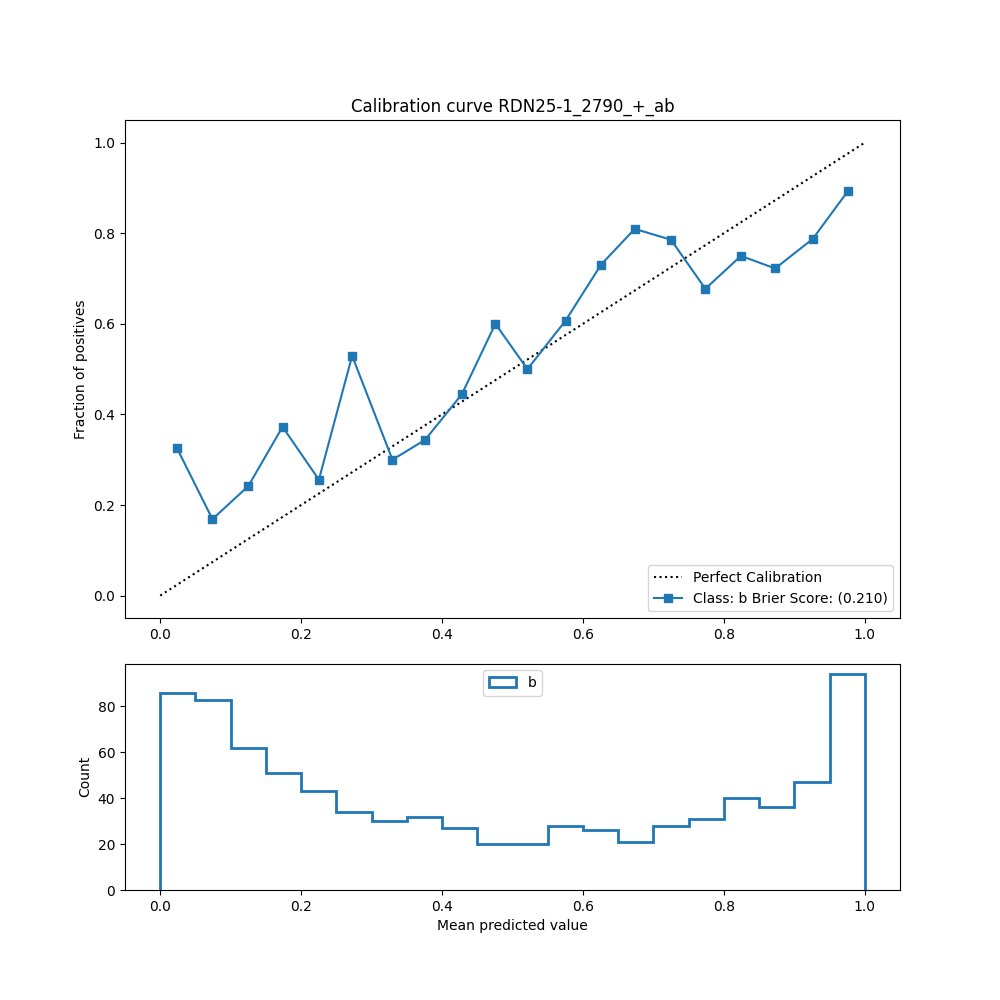 Calibration curve RDN25-1_2790_+_ab
Fraction of positives
1.0
0.8
0.6
0.4
0.2
0.0
Perfect Calibration
Class: b Brier Score: (0.210)
0.0 0.2 0.4 0.6 0.8 1.0
b
Count
80
60
40
20
0
0.0 0.2 0.4 0.6 0.8 1.0
Mean predicted value